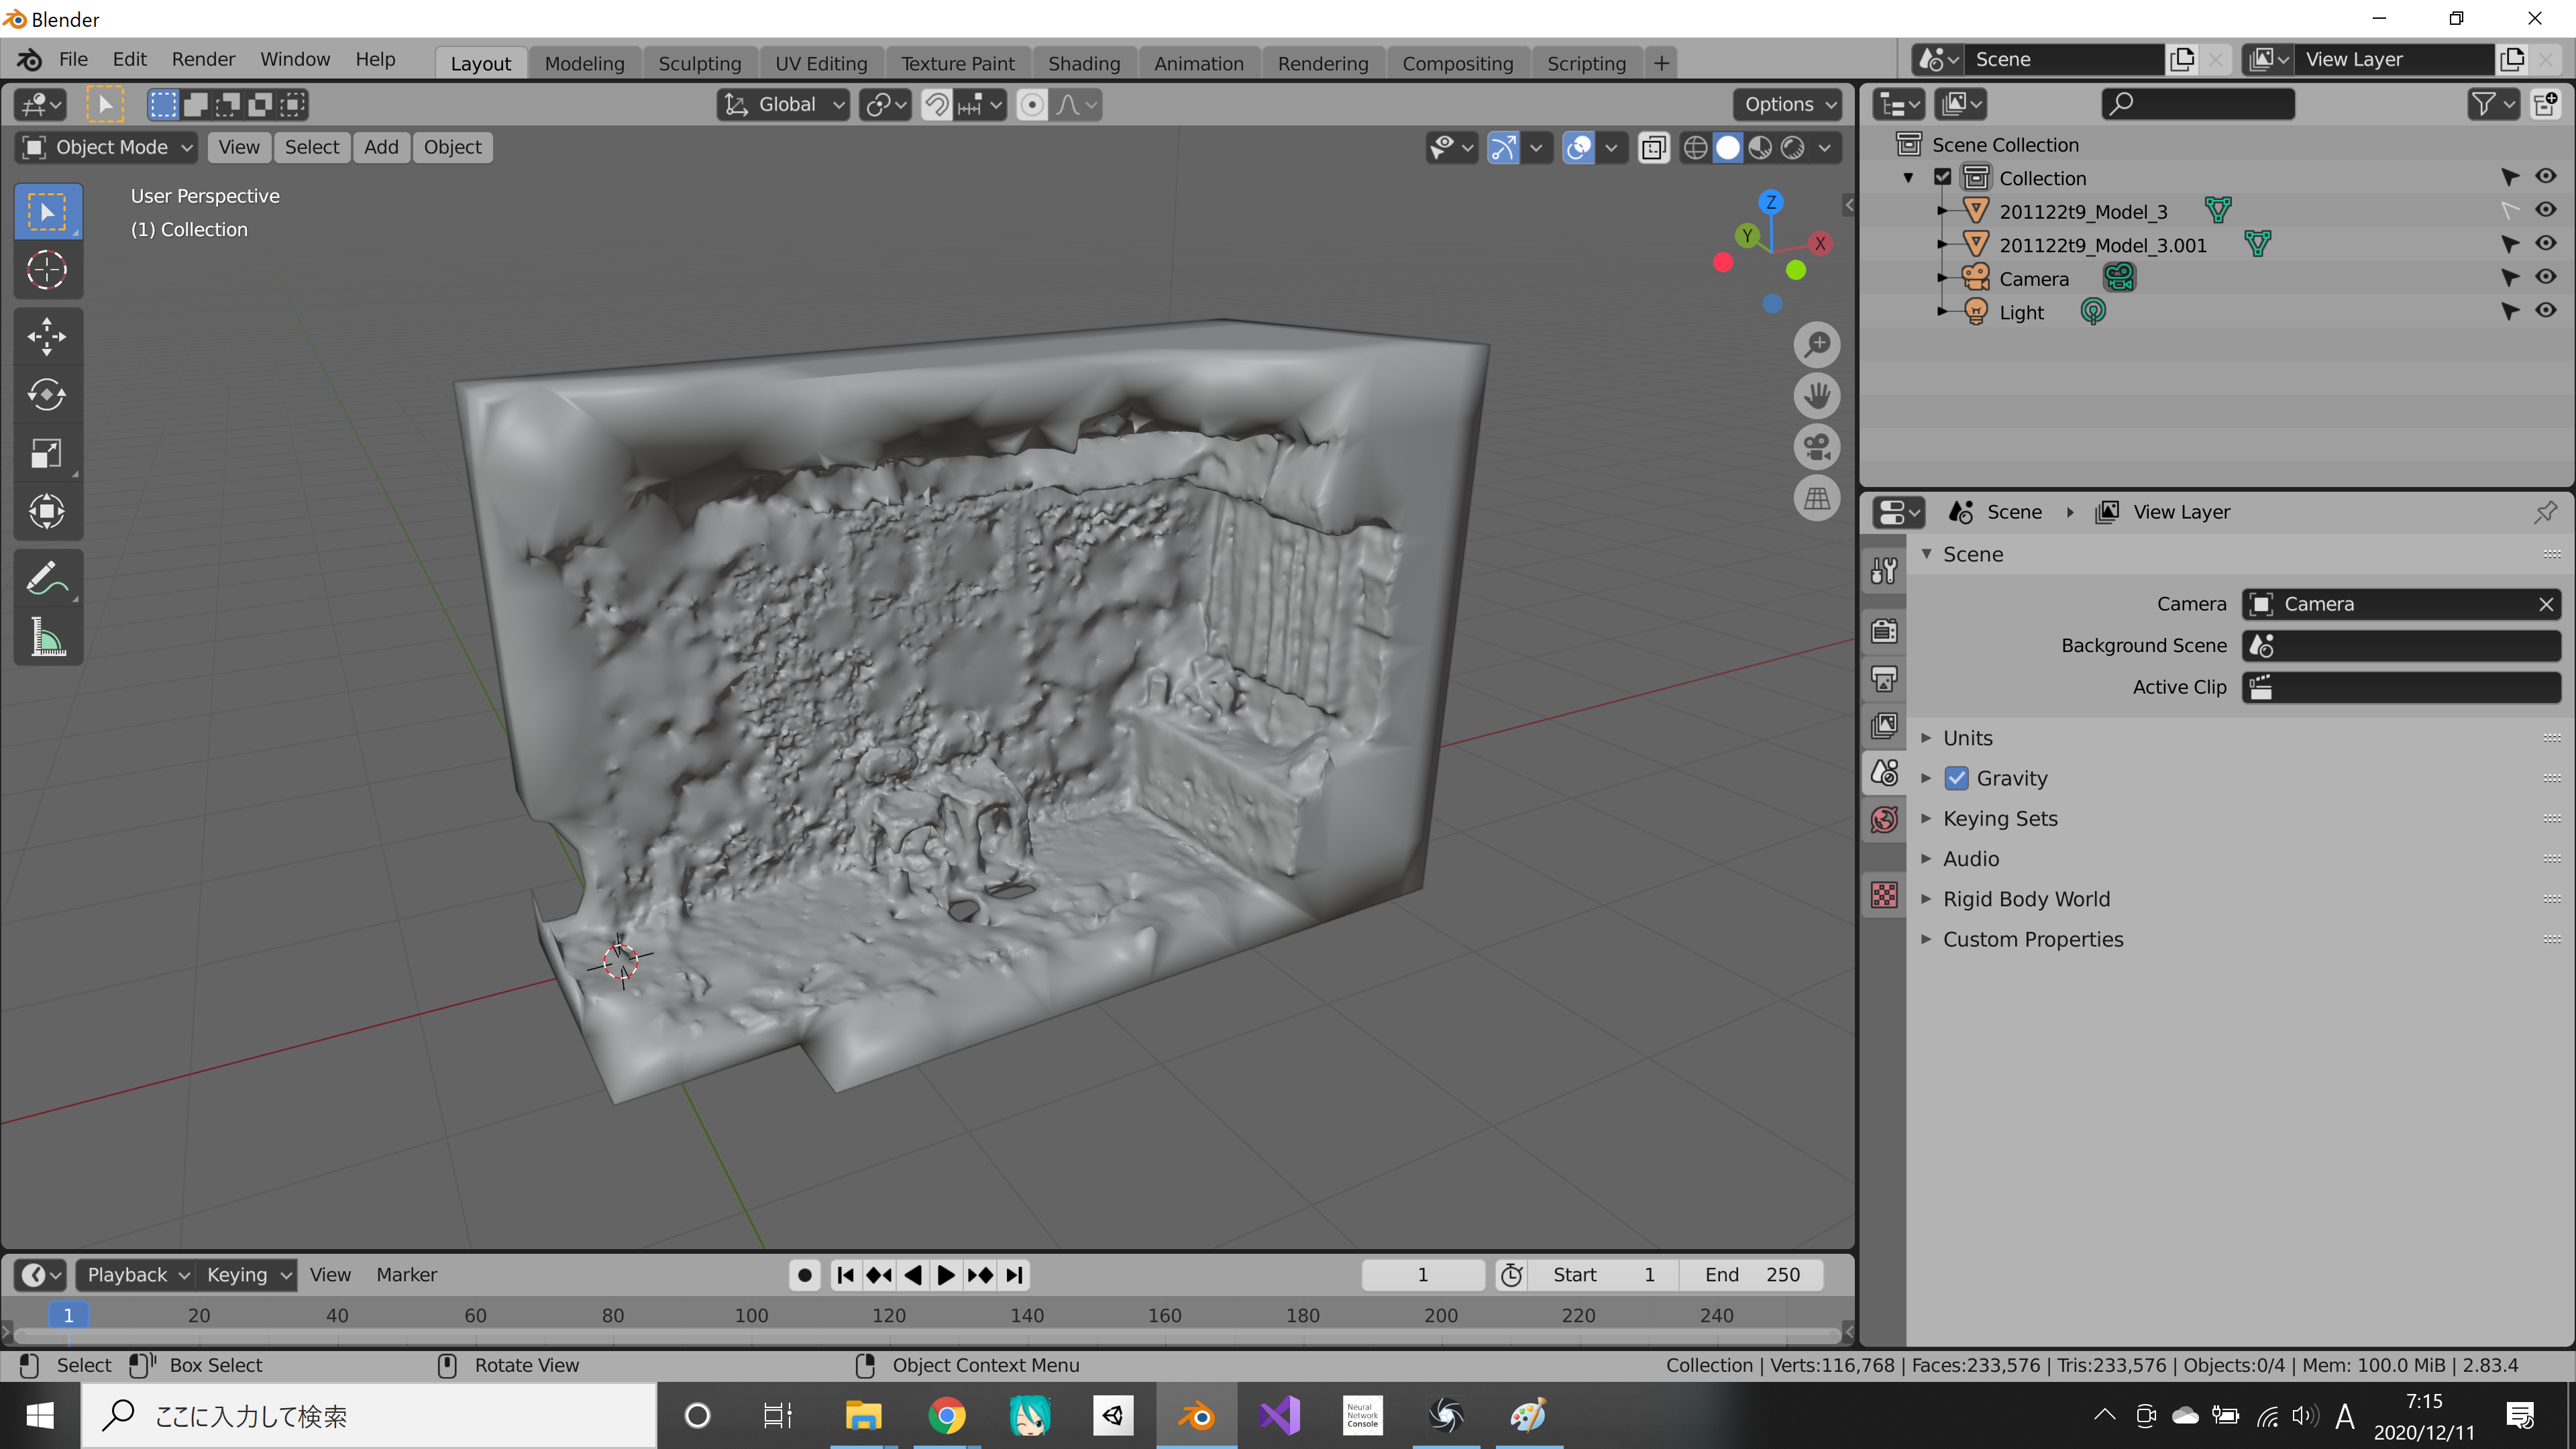 Blender
File Edit Render Window Help Layout Modeling Sculpting UV Editing Texture Paint Shading Animation Rendering Compositing Scripting + Scene View Layer
Global Options
Object Mode View Select Add Object
User Perspective
(1) Collection
Z
Y
X
Scene Collection
Collection
201122t9_Model_3
201122t9_Model_3.001
Camera
Light
Scene View Layer
Scene
Camera Camera
Background Scene
Active Clip
Units
Gravity
Keying Sets
Audio
Rigid Body World
Custom Properties
Playback Keying View Marker 1 Start 1 End 250
1 20 40 60 80 100 120 140 160 180 200 220 240
Select Box Select Rotate View Object Context Menu Collection | Verts:116,768 | Faces:233,576 | Tris:233,576 | Objects:0/4 | Mem: 100.0 MiB | 2.83.4
ここに入力して検索
Neural
Network
Console
A
7:15
2020/12/11